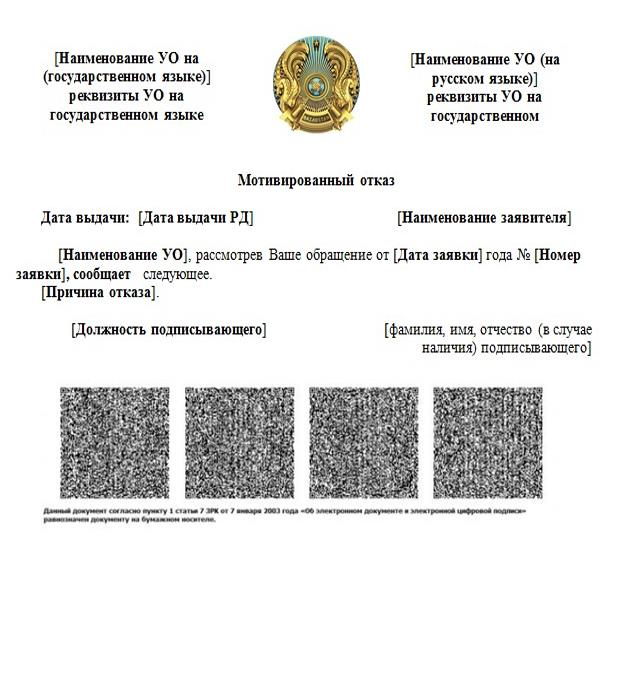 [Наименование УО на
(государственном языке)]
реквизиты УО на
государственном языке
ҚAZAQSTAN
[Наименование УО (на
русском языке)]
реквизиты УО на
государственном
Мотивированный отказ
Дата выдачи: [Дата выдачи РД] [Наименование заявителя]
[Наименование УО], рассмотрев Ваше обращение от [Дата заявки] года № [Номер
заявки], сообщает следующее.
[Причина отказа].
[Должность подписывающего] [фамилия, имя, отчество (в случае
наличия) подписывающего]
Данный документ согласно пункту 1 статьи 7 ЗРК от 7 января 2003 года «Об электронном документе и электронной цифровой подписи»
равнозначен документу на бумажном носителе.